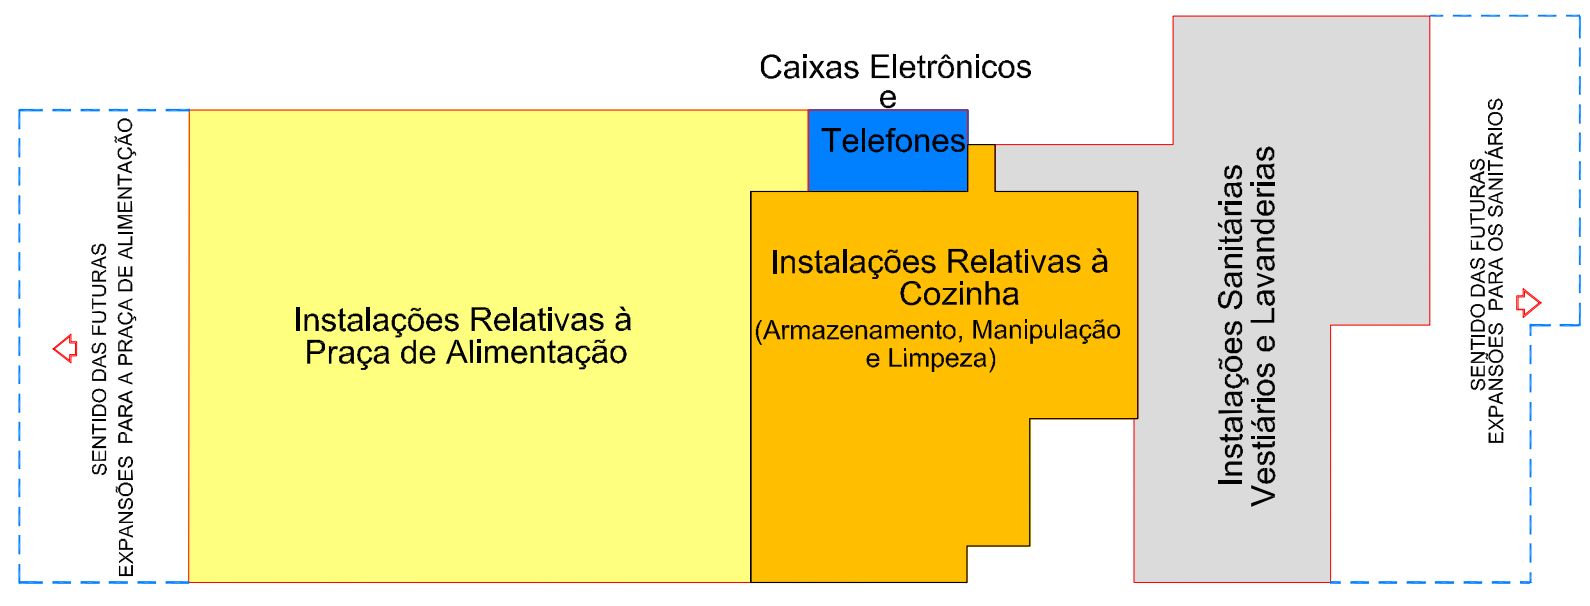 Caixas Eletrônicos
e
Telefones
SENTIDO DAS FUTURAS
EXPANSÕES PARA A PRAÇA DE ALIMENTAÇÃO
Instalações Relativas à
Praça de Alimentação
Instalações Relativas à
Cozinha
(Armazenamento, Manipulação
e Limpeza)
Instalações Sanitárias
Vestiários e Lavanderias
SENTIDO DAS FUTURAS
EXPANSÕES PARA OS SANITÁRIOS